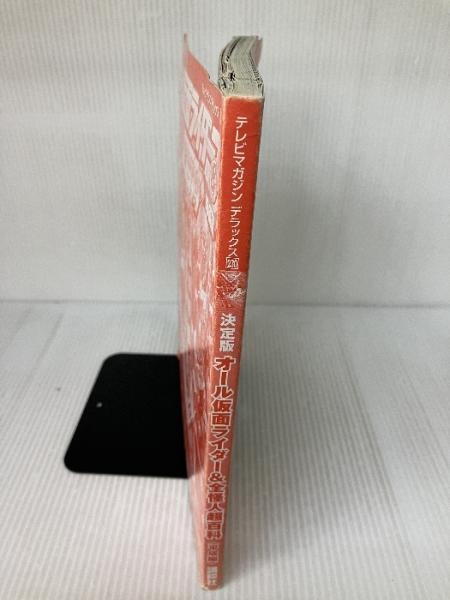 テレビマガジン デラックス 220
決定版 オール仮面ライダー&全怪人 超百科
講談社